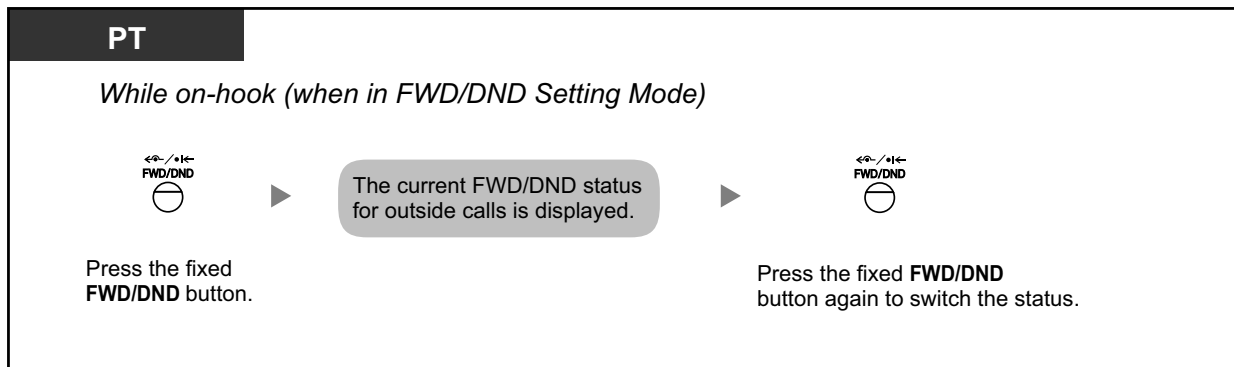 PT
While on-hook (when in FWD/DND Setting Mode)
FWD/DND
The current FWD/DND status
for outside calls is displayed.
FWD/DND
Press the fixed
FWD/DND button.
Press the fixed FWD/DND
button again to switch the status.